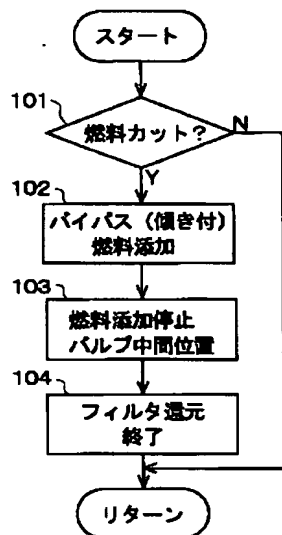 スタート
101
燃料カット?
N
Y
102
バイパス(傾き付)
燃料添加
103
燃料添加停止
バルブ中間位置
104
フィルタ還元
終了
リターン